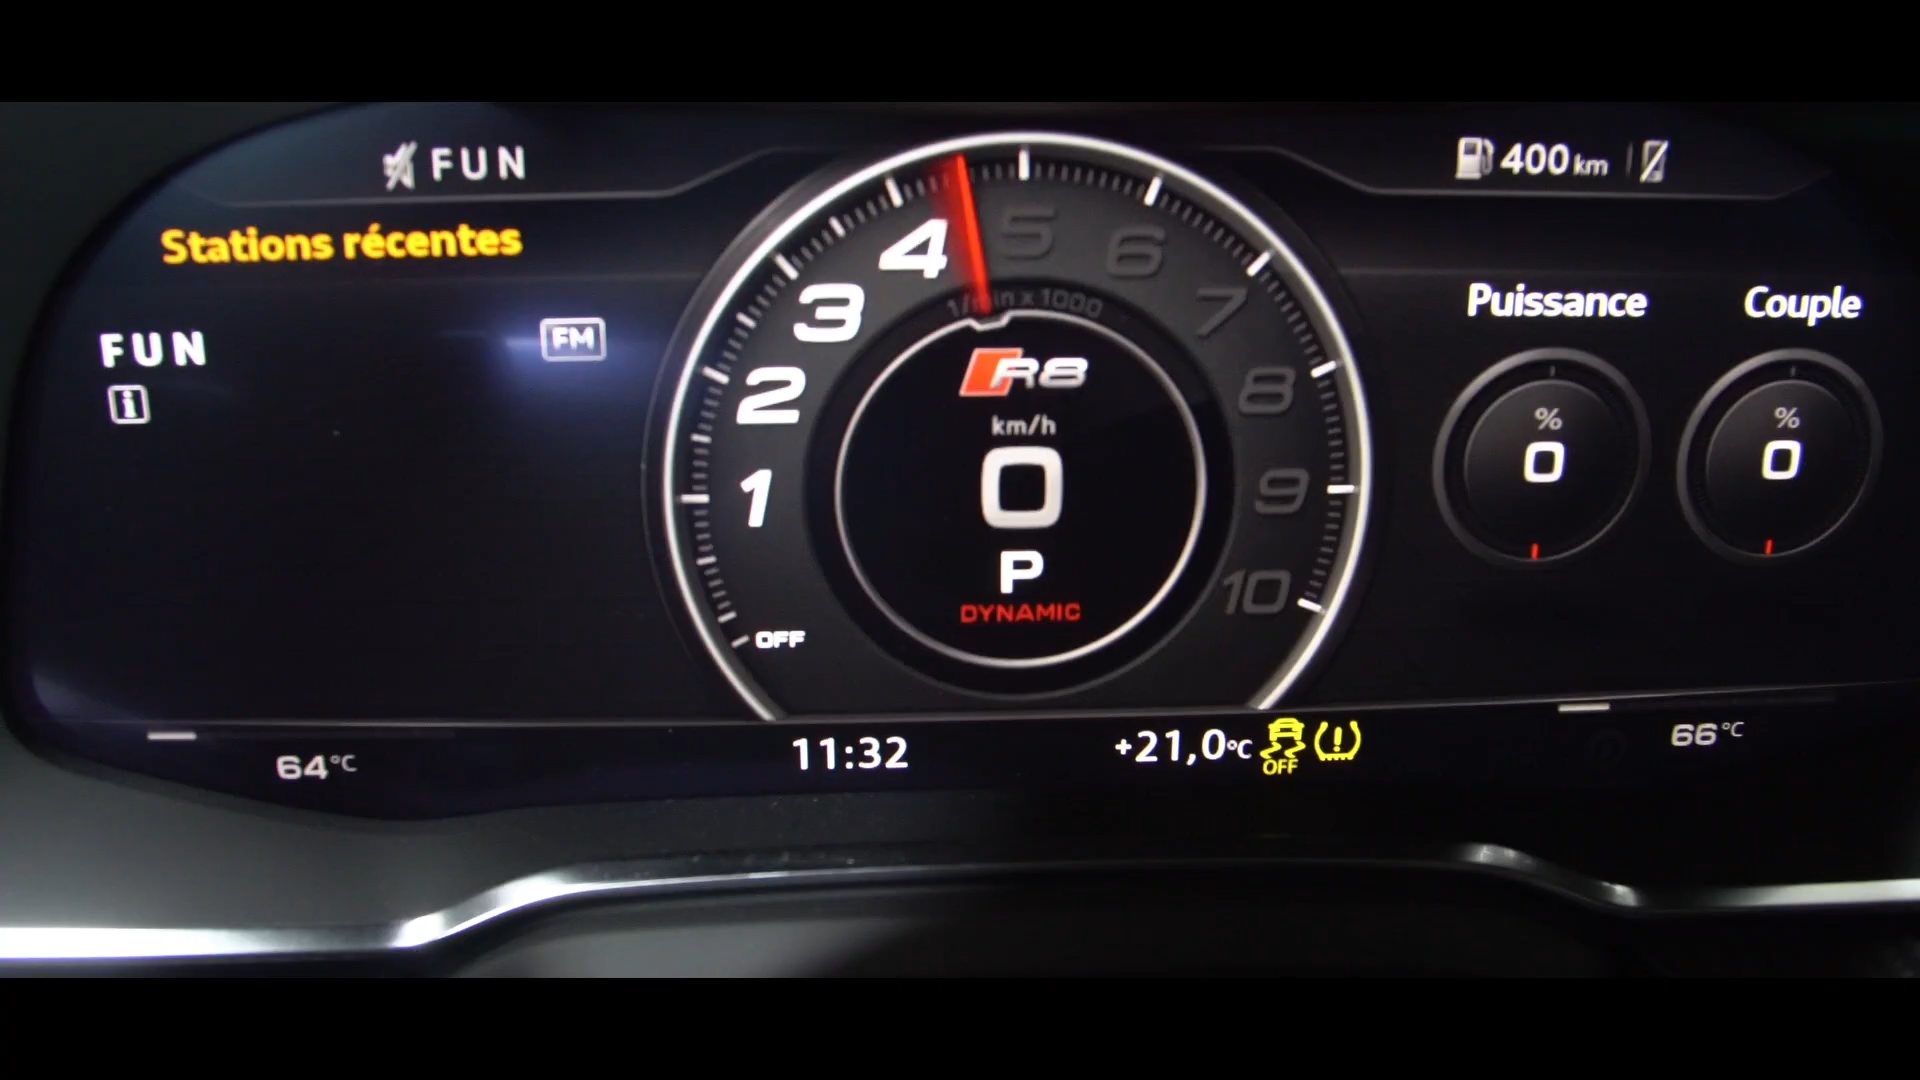 FUN
400 km
Stations récentes
FUN
FM
i
1
2
3
4
5
6
7
8
9
10
OFF
1/min x 1000
R8
km/h
0
P
DYNAMIC
Puissance
%
0
Couple
%
0
64°C
11:32
+21,0°C
OFF
66°C